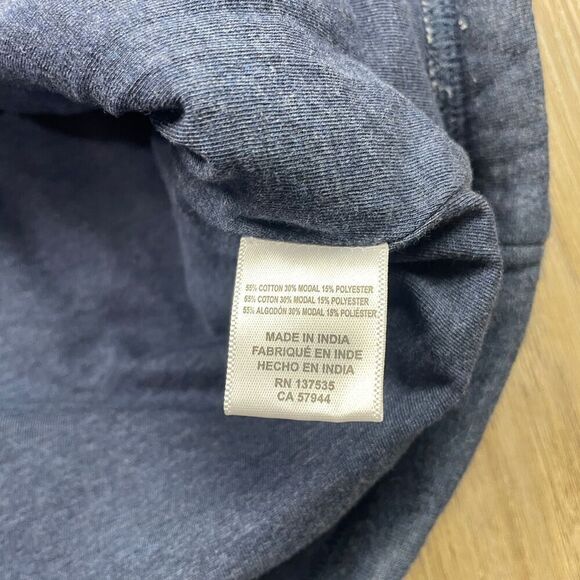 55% COTTON 30% MODAL 15% POLYESTER
55% COTON 30% MODAL 15% POLYESTER
55% ALGODÓN 30% MODAL 15% POLIÉSTER
MADE IN INDIA
FABRIQUÉ EN INDE
HECHO EN INDIA
RN 137535
CA 57944